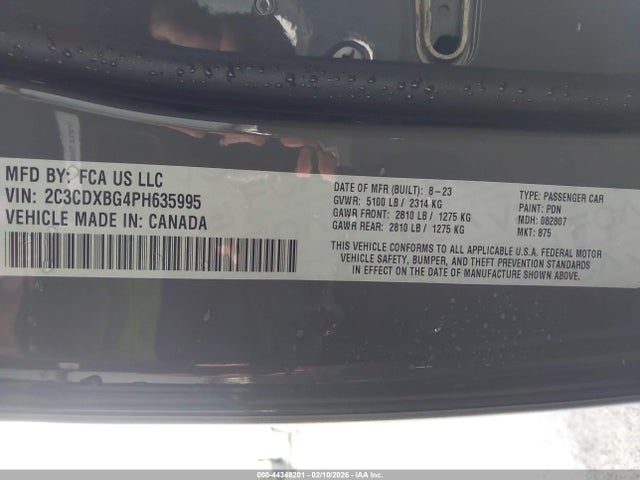 MFD BY: FCA US LLC
VIN: 2C3CDXBG4PH635995
VEHICLE MADE IN: CANADA
DATE OF MFR (BUILT): 8-23
GVWR: 5100 LB / 2314 KG
GAWR FRONT: 2810 LB / 1275 KG
GAWR REAR: 2810 LB / 1275 KG
TYPE: PASSENGER CAR
PAINT: PDN
MDH: 082807
MKT: 875
THIS VEHICLE CONFORMS TO ALL APPLICABLE U.S.A. FEDERAL MOTOR
VEHICLE SAFETY, BUMPER, AND THEFT PREVENTION STANDARDS
IN EFFECT ON THE DATE OF MANUFACTURE SHOWN ABOVE.
000-44348201 - 02/10/2026 - IAAI.COM